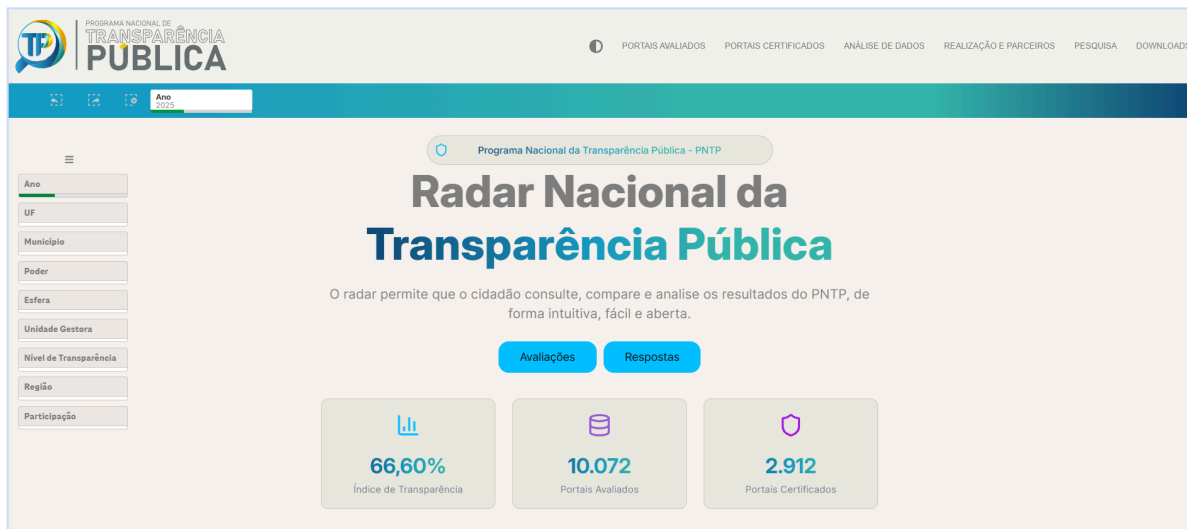 PROGRAMA NACIONAL DE
TRANSPARÊNCIA
PÚBLICA
TP
PORTAIS AVALIADOS
PORTAIS CERTIFICADOS
ANÁLISE DE DADOS
REALIZAÇÃO E PARCEIROS
PESQUISA
DOWNLOADS
Ano
2025
Ano
UF
Município
Poder
Esfera
Unidade Gestora
Nível de Transparência
Região
Participação
Programa Nacional da Transparência Pública - PNTP
Radar Nacional da
Transparência Pública
O radar permite que o cidadão consulte, compare e analise os resultados do PNTP, de
forma intuitiva, fácil e aberta.
Avaliações
Respostas
66,60%
Índice de Transparência
10.072
Portais Avaliados
2.912
Portais Certificados